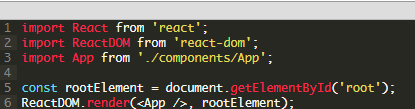 1 import React from 'react';
2 import ReactDOM from 'react-dom';
3 import App from './components/App';
4
5 const rootElement = document.getElementById('root');
6 ReactDOM.render(<App />, rootElement);